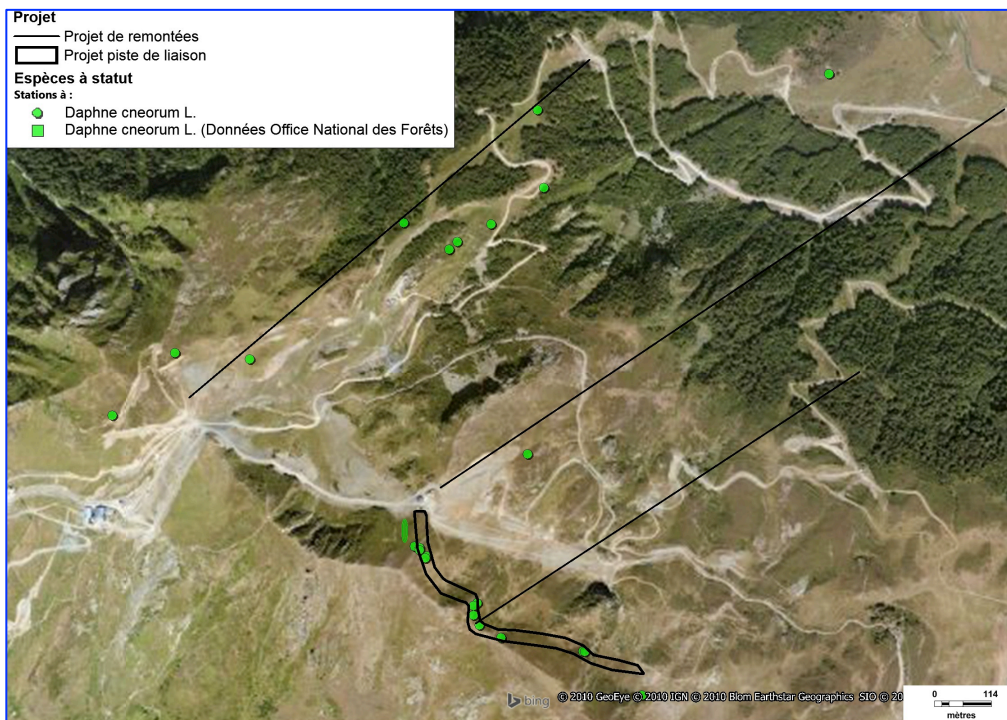 Projet
Projet de remontées
Projet piste de liaison
Espèces à statut
Stations à :
Daphne cneorum L.
Daphne cneorum L. (Données Office National des Forêts)
bing © 2010 GeoEye © 2010 IGN © 2010 Blom Earthstar Geographics SIO © 20
0 114
mètres